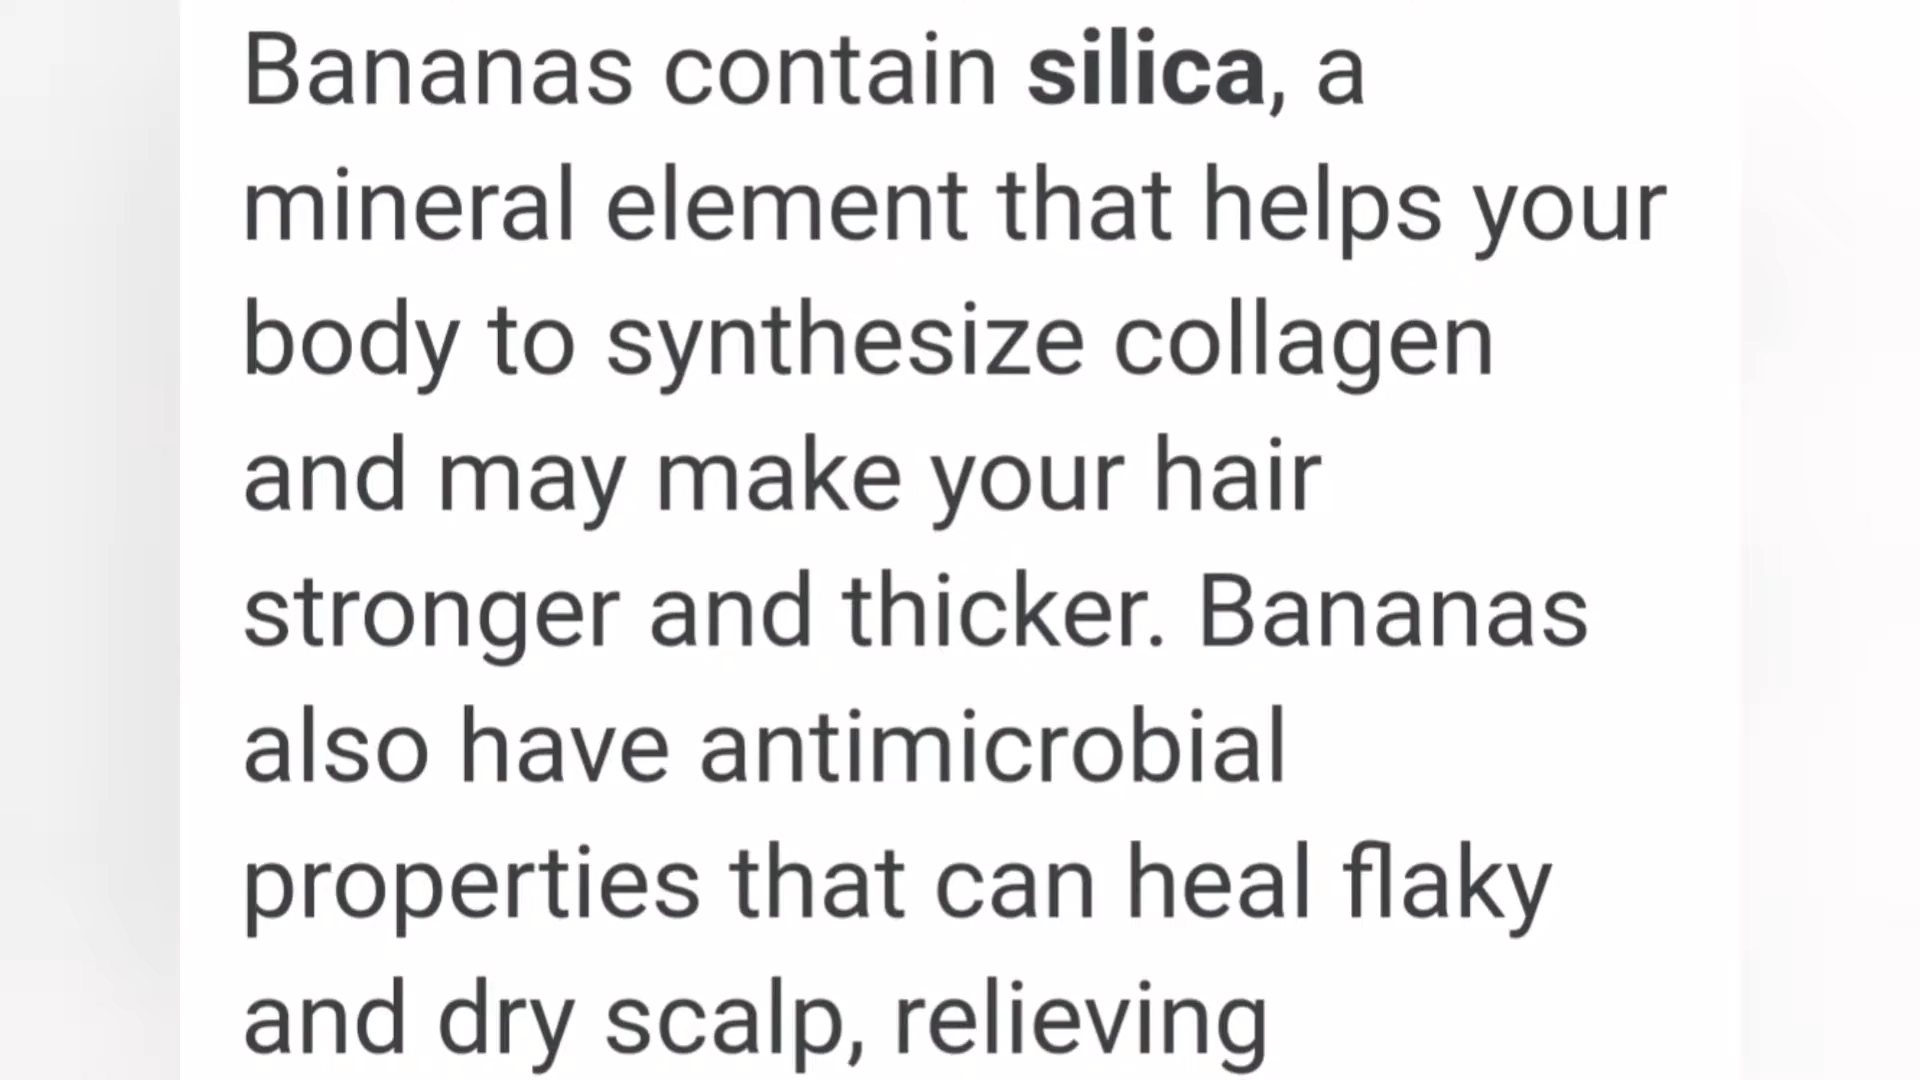 Bananas contain silica, a
mineral element that helps your
body to synthesize collagen
and may make your hair
stronger and thicker. Bananas
also have antimicrobial
properties that can heal flaky
and dry scalp, relieving